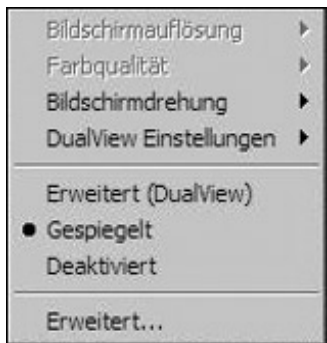 Bildschirmauflösung
Farbqualität
Bildschirmdrehung
DualView Einstellungen
Erweitert (DualView)
Gespiegelt
Deaktiviert
Erweitert...